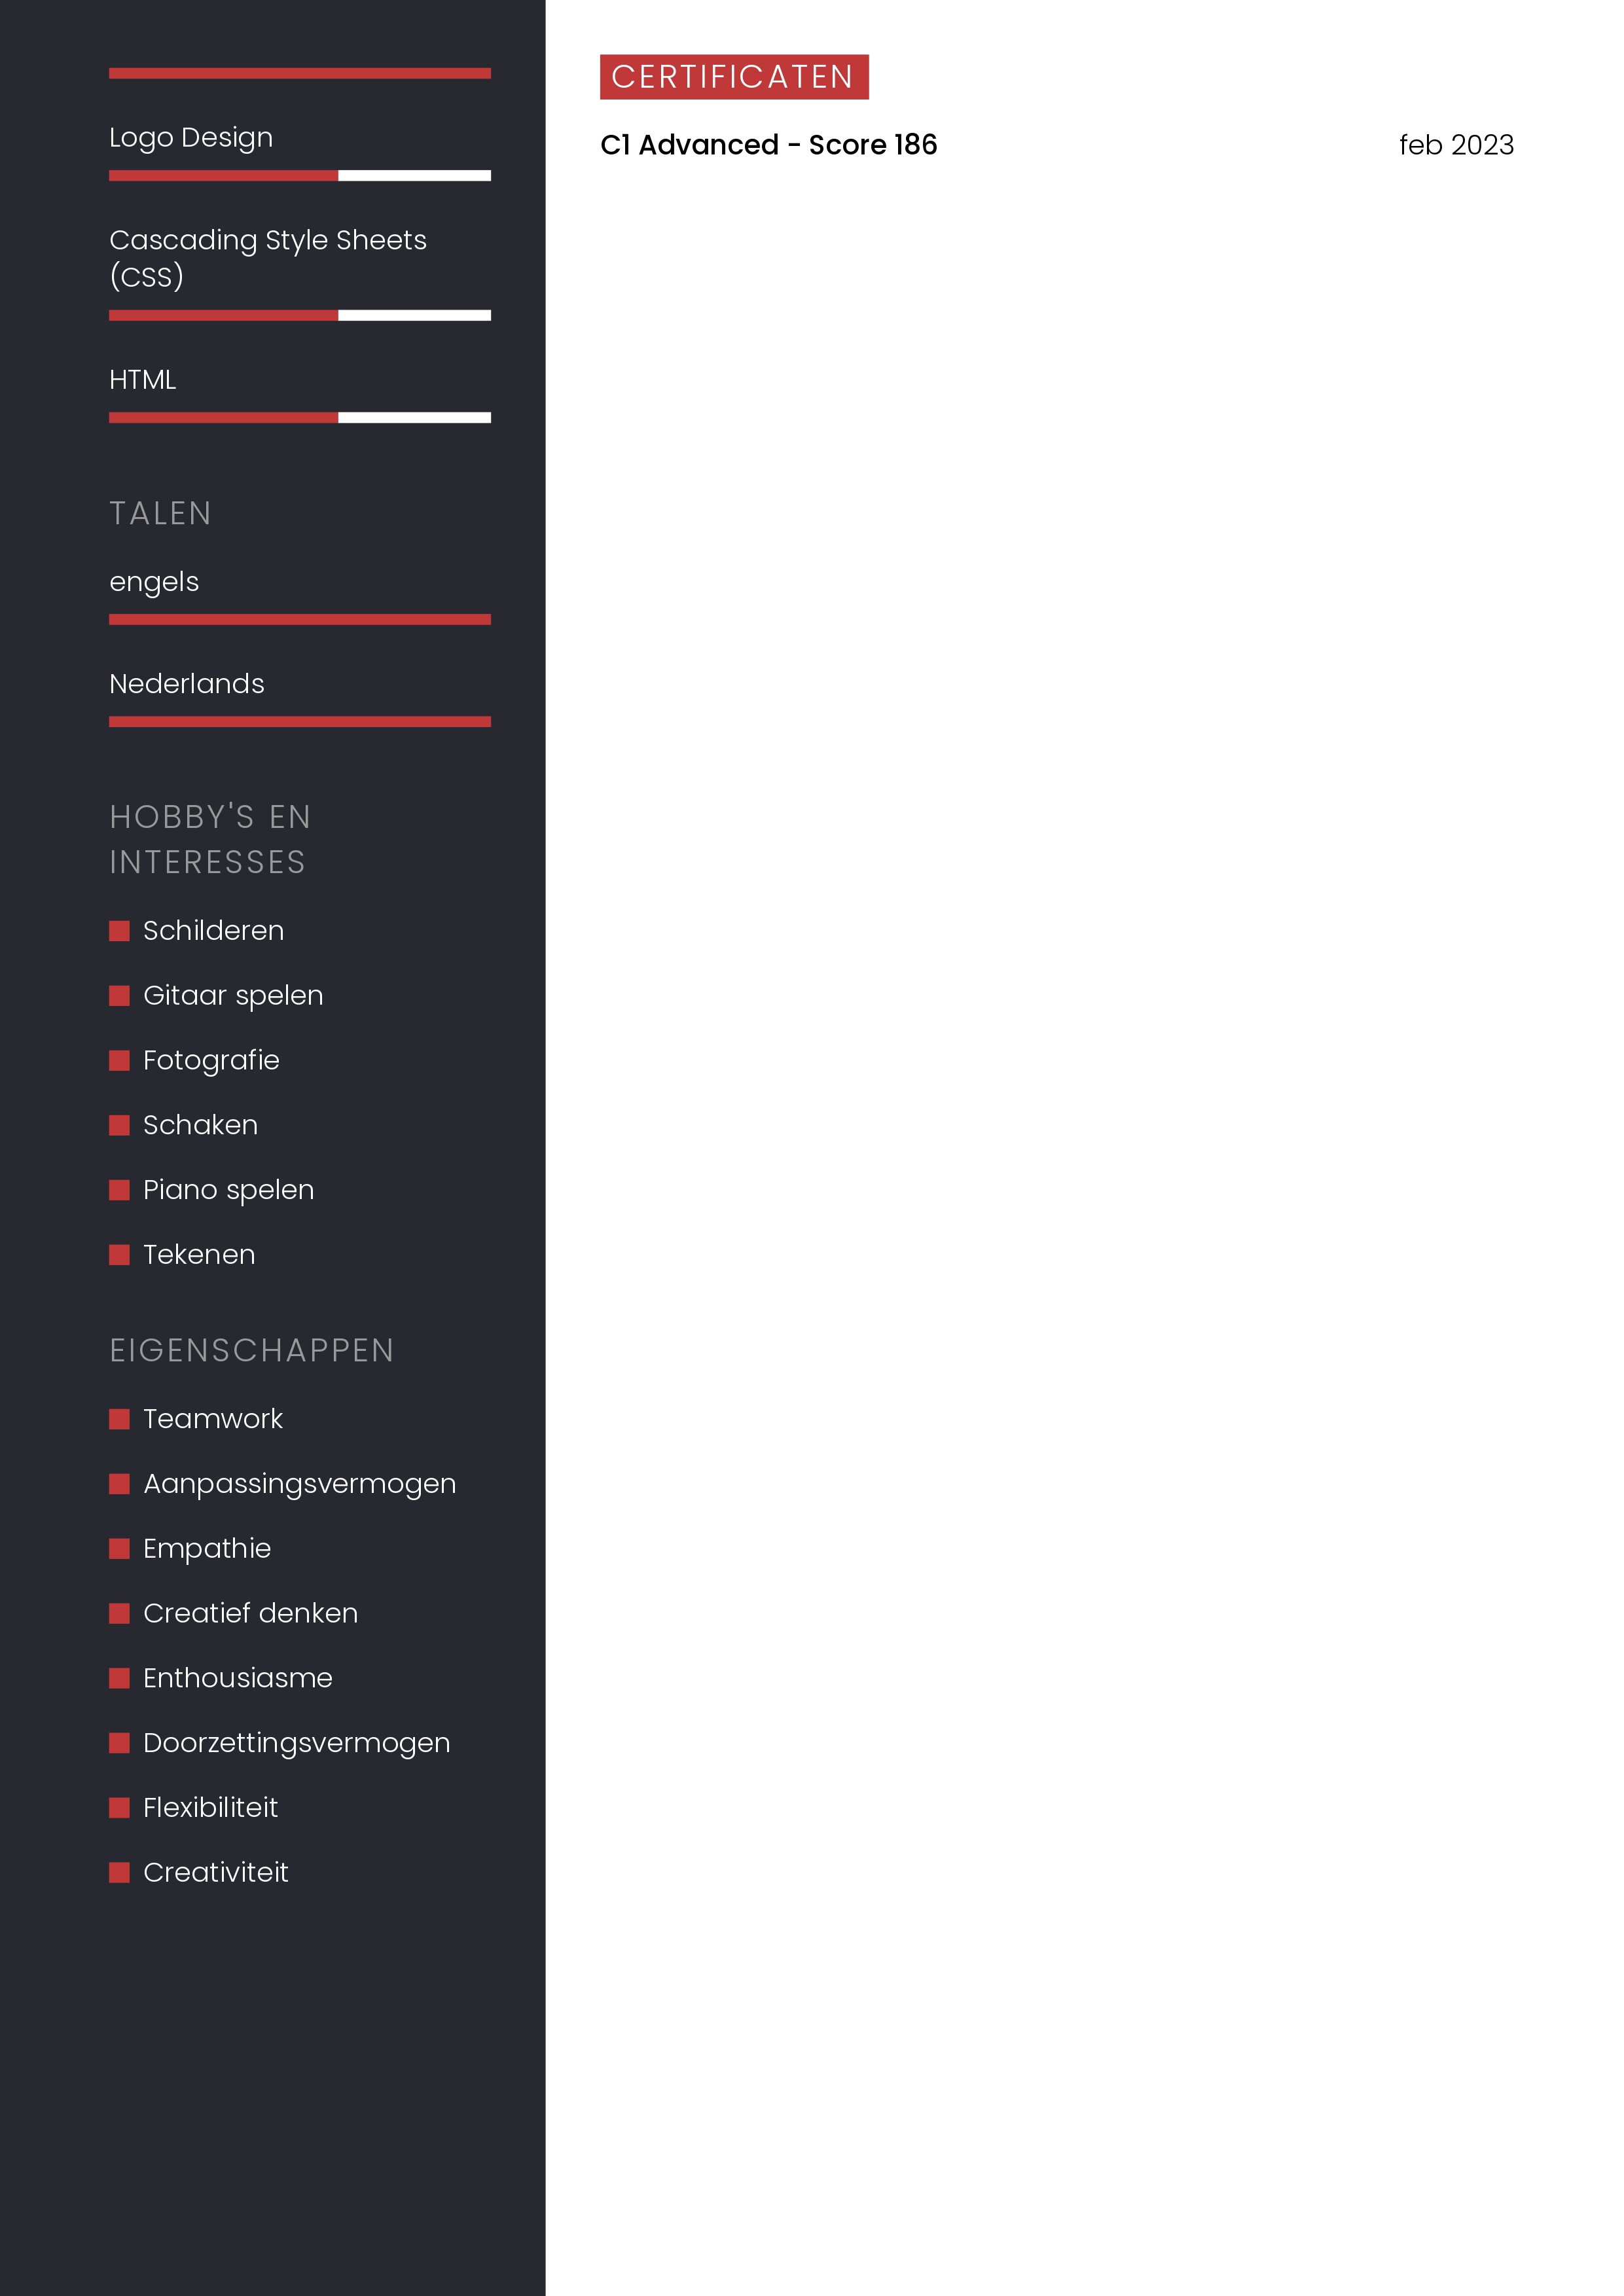 Logo Design
Cascading Style Sheets
(CSS)
HTML
TALEN
engels
Nederlands
HOBBY'S EN
INTERESSES
Schilderen
Gitaar spelen
Fotografie
Schaken
Piano spelen
Tekenen
EIGENSCHAPPEN
Teamwork
Aanpassingsvermogen
Empathie
Creatief denken
Enthousiasme
Doorzettingsvermogen
Flexibiliteit
Creativiteit
CERTIFICATEN
C1 Advanced - Score 186 feb 2023